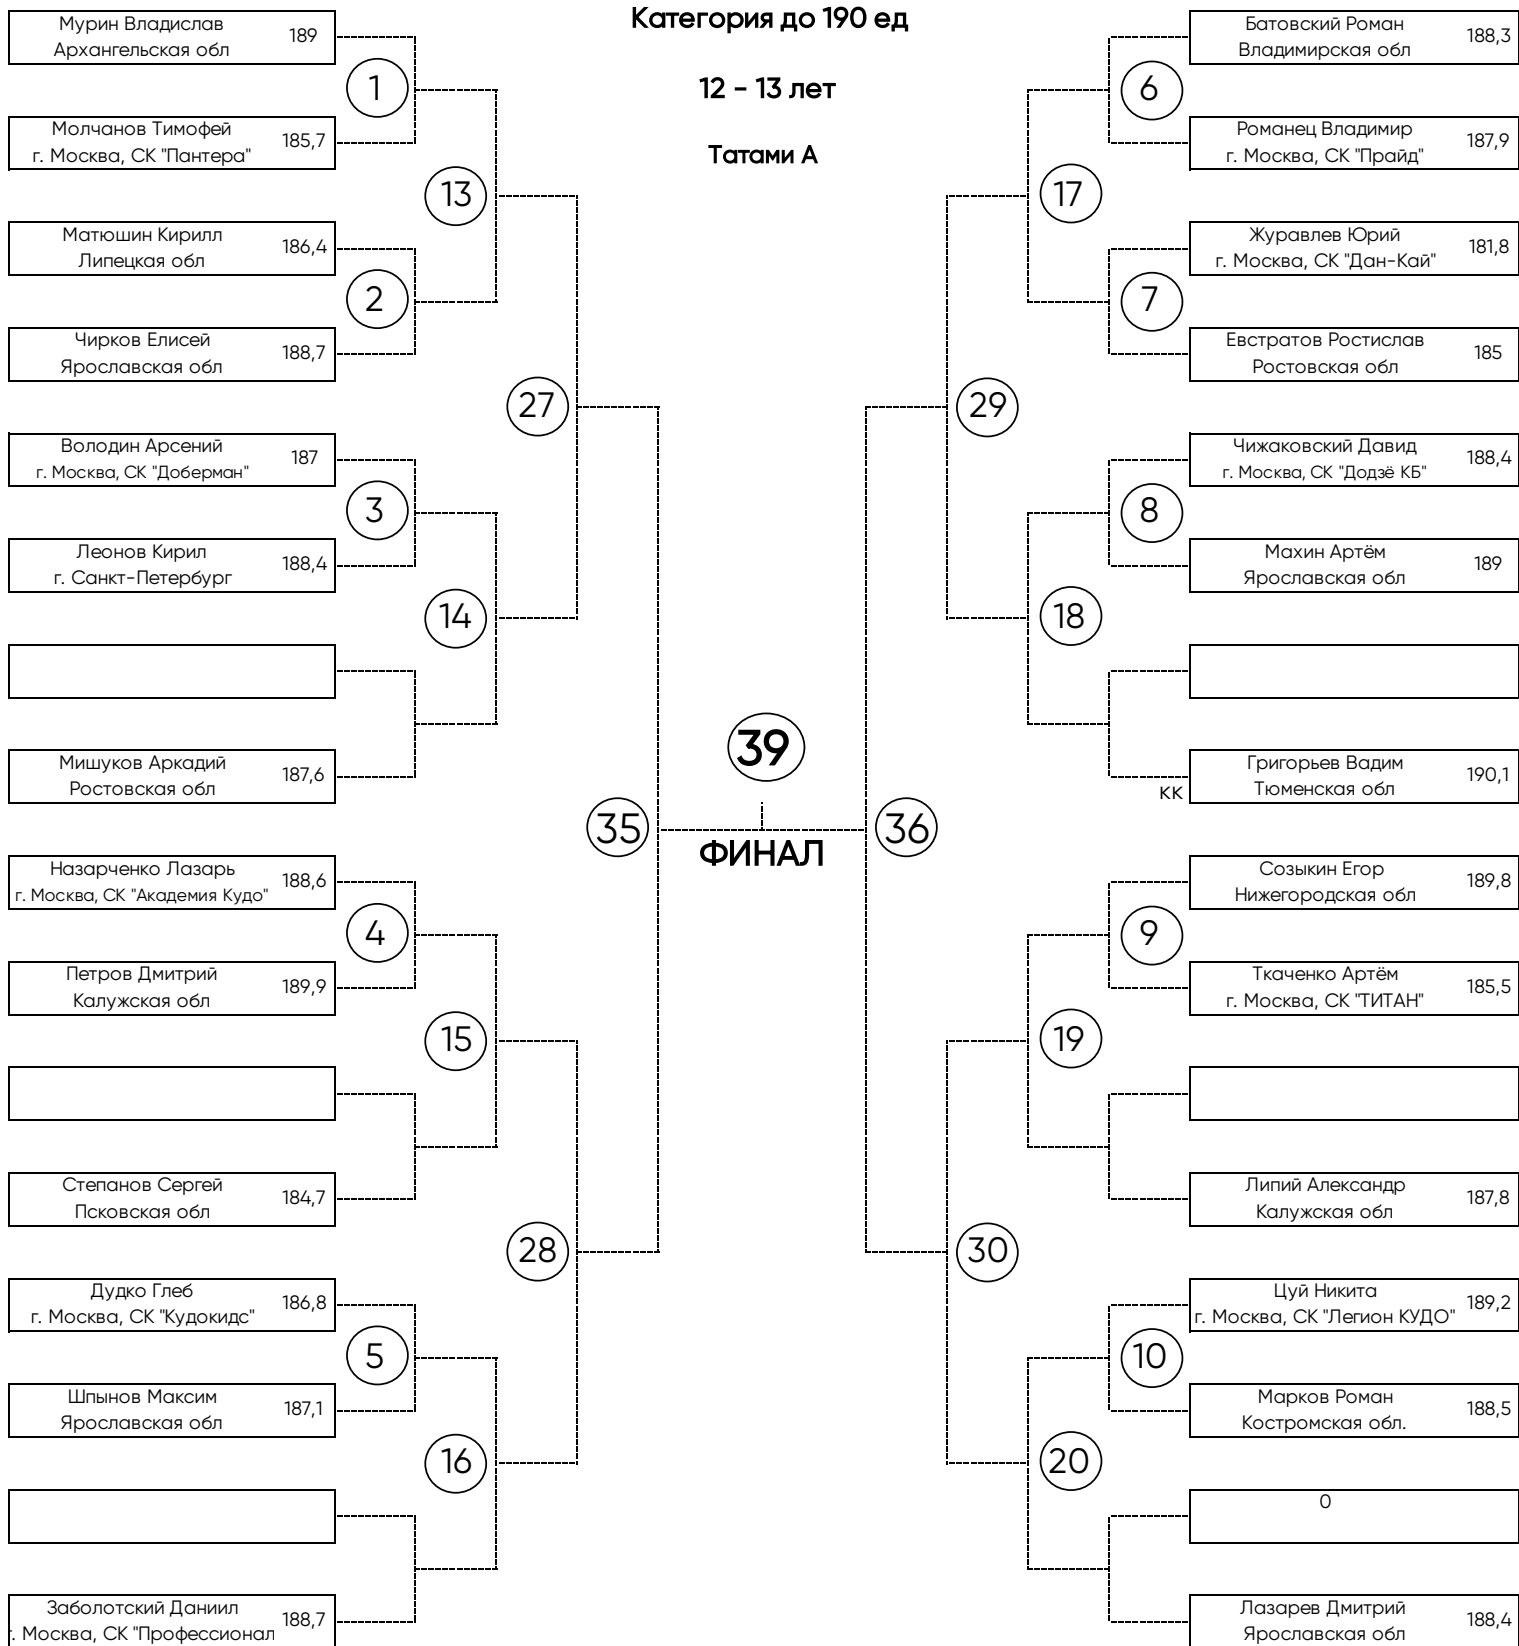 Категория до 190 ед
12 - 13 лет
Татами А
Мурин Владислав
Архангельская обл
189
1
Молчанов Тимофей
г. Москва, СК "Пантера"
185,7
13
Матюшин Кирилл
Липецкая обл
186,4
2
Чирков Елисей
Ярославская обл
188,7
27
Володин Арсений
г. Москва, СК "Доберман"
187
3
Леонов Кирил
г. Санкт-Петербург
188,4
14
Мишуков Аркадий
Ростовская обл
187,6
35
Назарченко Лазарь
г. Москва, СК "Академия Кудо"
188,6
4
Петров Дмитрий
Калужская обл
189,9
15
Степанов Сергей
Псковская обл
184,7
28
Дудко Глеб
г. Москва, СК "Кудокидс"
186,8
5
Шпынов Максим
Ярославская обл
187,1
16
Заболотский Даниил
г. Москва, СК "Профессионал
188,7
39
ФИНАЛ
Батовский Роман
Владимирская обл
188,3
6
Романец Владимир
г. Москва, СК "Прайд"
187,9
17
Журавлев Юрий
г. Москва, СК "Дан-Кай"
181,8
7
Евстратов Ростислав
Ростовская обл
185
29
Чижаковский Давид
г. Москва, СК "Додзё КБ"
188,4
8
Махин Артём
Ярославская обл
189
18
Григорьев Вадим
Тюменская обл
190,1
КК
36
Созыкин Егор
Нижегородская обл
189,8
9
Ткаченко Артём
г. Москва, СК "ТИТАН"
185,5
19
Липий Александр
Калужская обл
187,8
30
Цуй Никита
г. Москва, СК "Легион КУДО"
189,2
10
Марков Роман
Костромская обл.
188,5
20
0
Лазарев Дмитрий
Ярославская обл
188,4